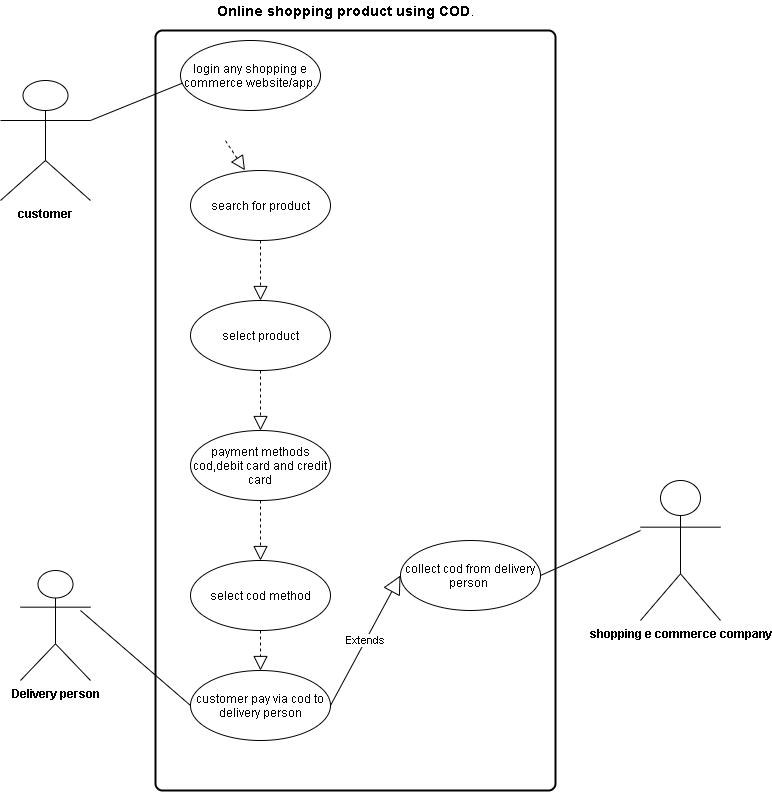 Online shopping product using COD.
login any shopping e
commerce website/app.
customer
search for product
select product
payment methods
cod,debit card and credit
card
select cod method
collect cod from delivery
person
shopping e commerce company
Extends
Delivery person
customer pay via cod to
delivery person